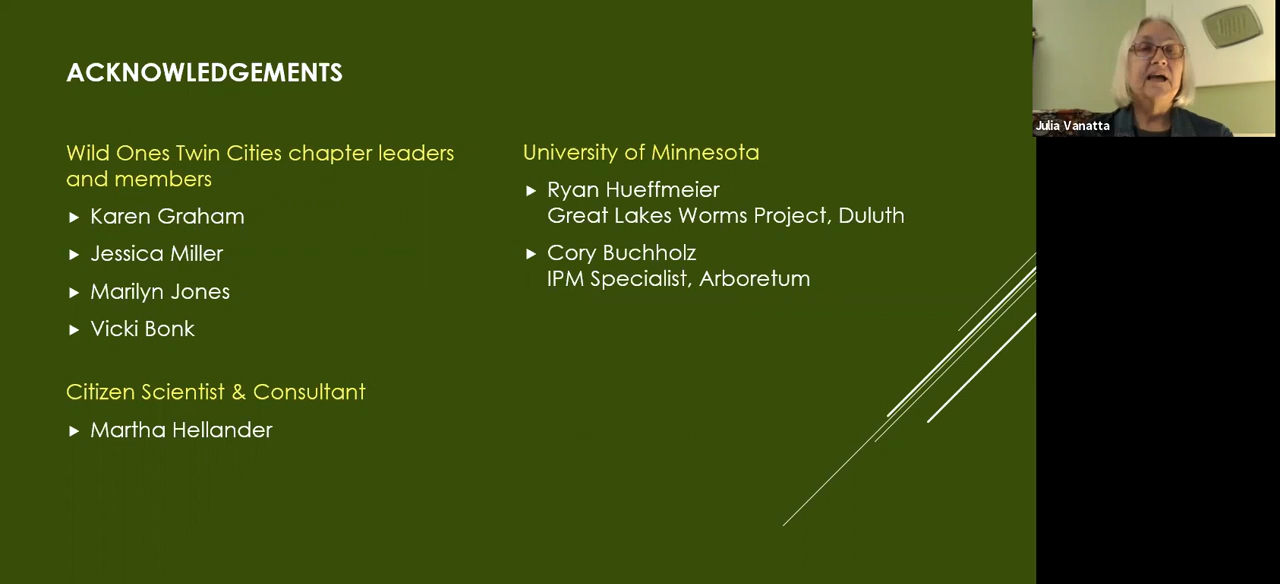 ACKNOWLEDGEMENTS
Wild Ones Twin Cities chapter leaders
and members
Karen Graham
Jessica Miller
Marilyn Jones
Vicki Bonk
Citizen Scientist & Consultant
Martha Hellander
University of Minnesota
Ryan Hueffmeier
Great Lakes Worms Project, Duluth
Cory Buchholz
IPM Specialist, Arboretum
Julia Vanatta